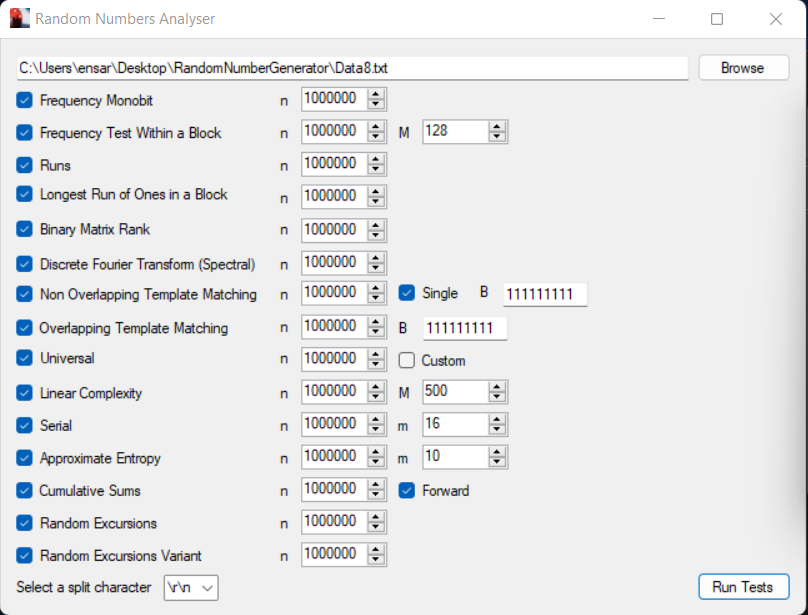 Random Numbers Analyser
C:\Users\ensar\Desktop\RandomNumberGenerator\Data8.txt Browse
Frequency Monobit n 1000000
Frequency Test Within a Block n 1000000 M 128
Runs n 1000000
Longest Run of Ones in a Block n 1000000
Binary Matrix Rank n 1000000
Discrete Fourier Transform (Spectral) n 1000000
Non Overlapping Template Matching n 1000000 Single B 111111111
Overlapping Template Matching n 1000000 B 111111111
Universal n 1000000 Custom
Linear Complexity n 1000000 M 500
Serial n 1000000 m 16
Approximate Entropy n 1000000 m 10
Cumulative Sums n 1000000 Forward
Random Excursions n 1000000
Random Excursions Variant n 1000000
Select a split character \r\n Run Tests